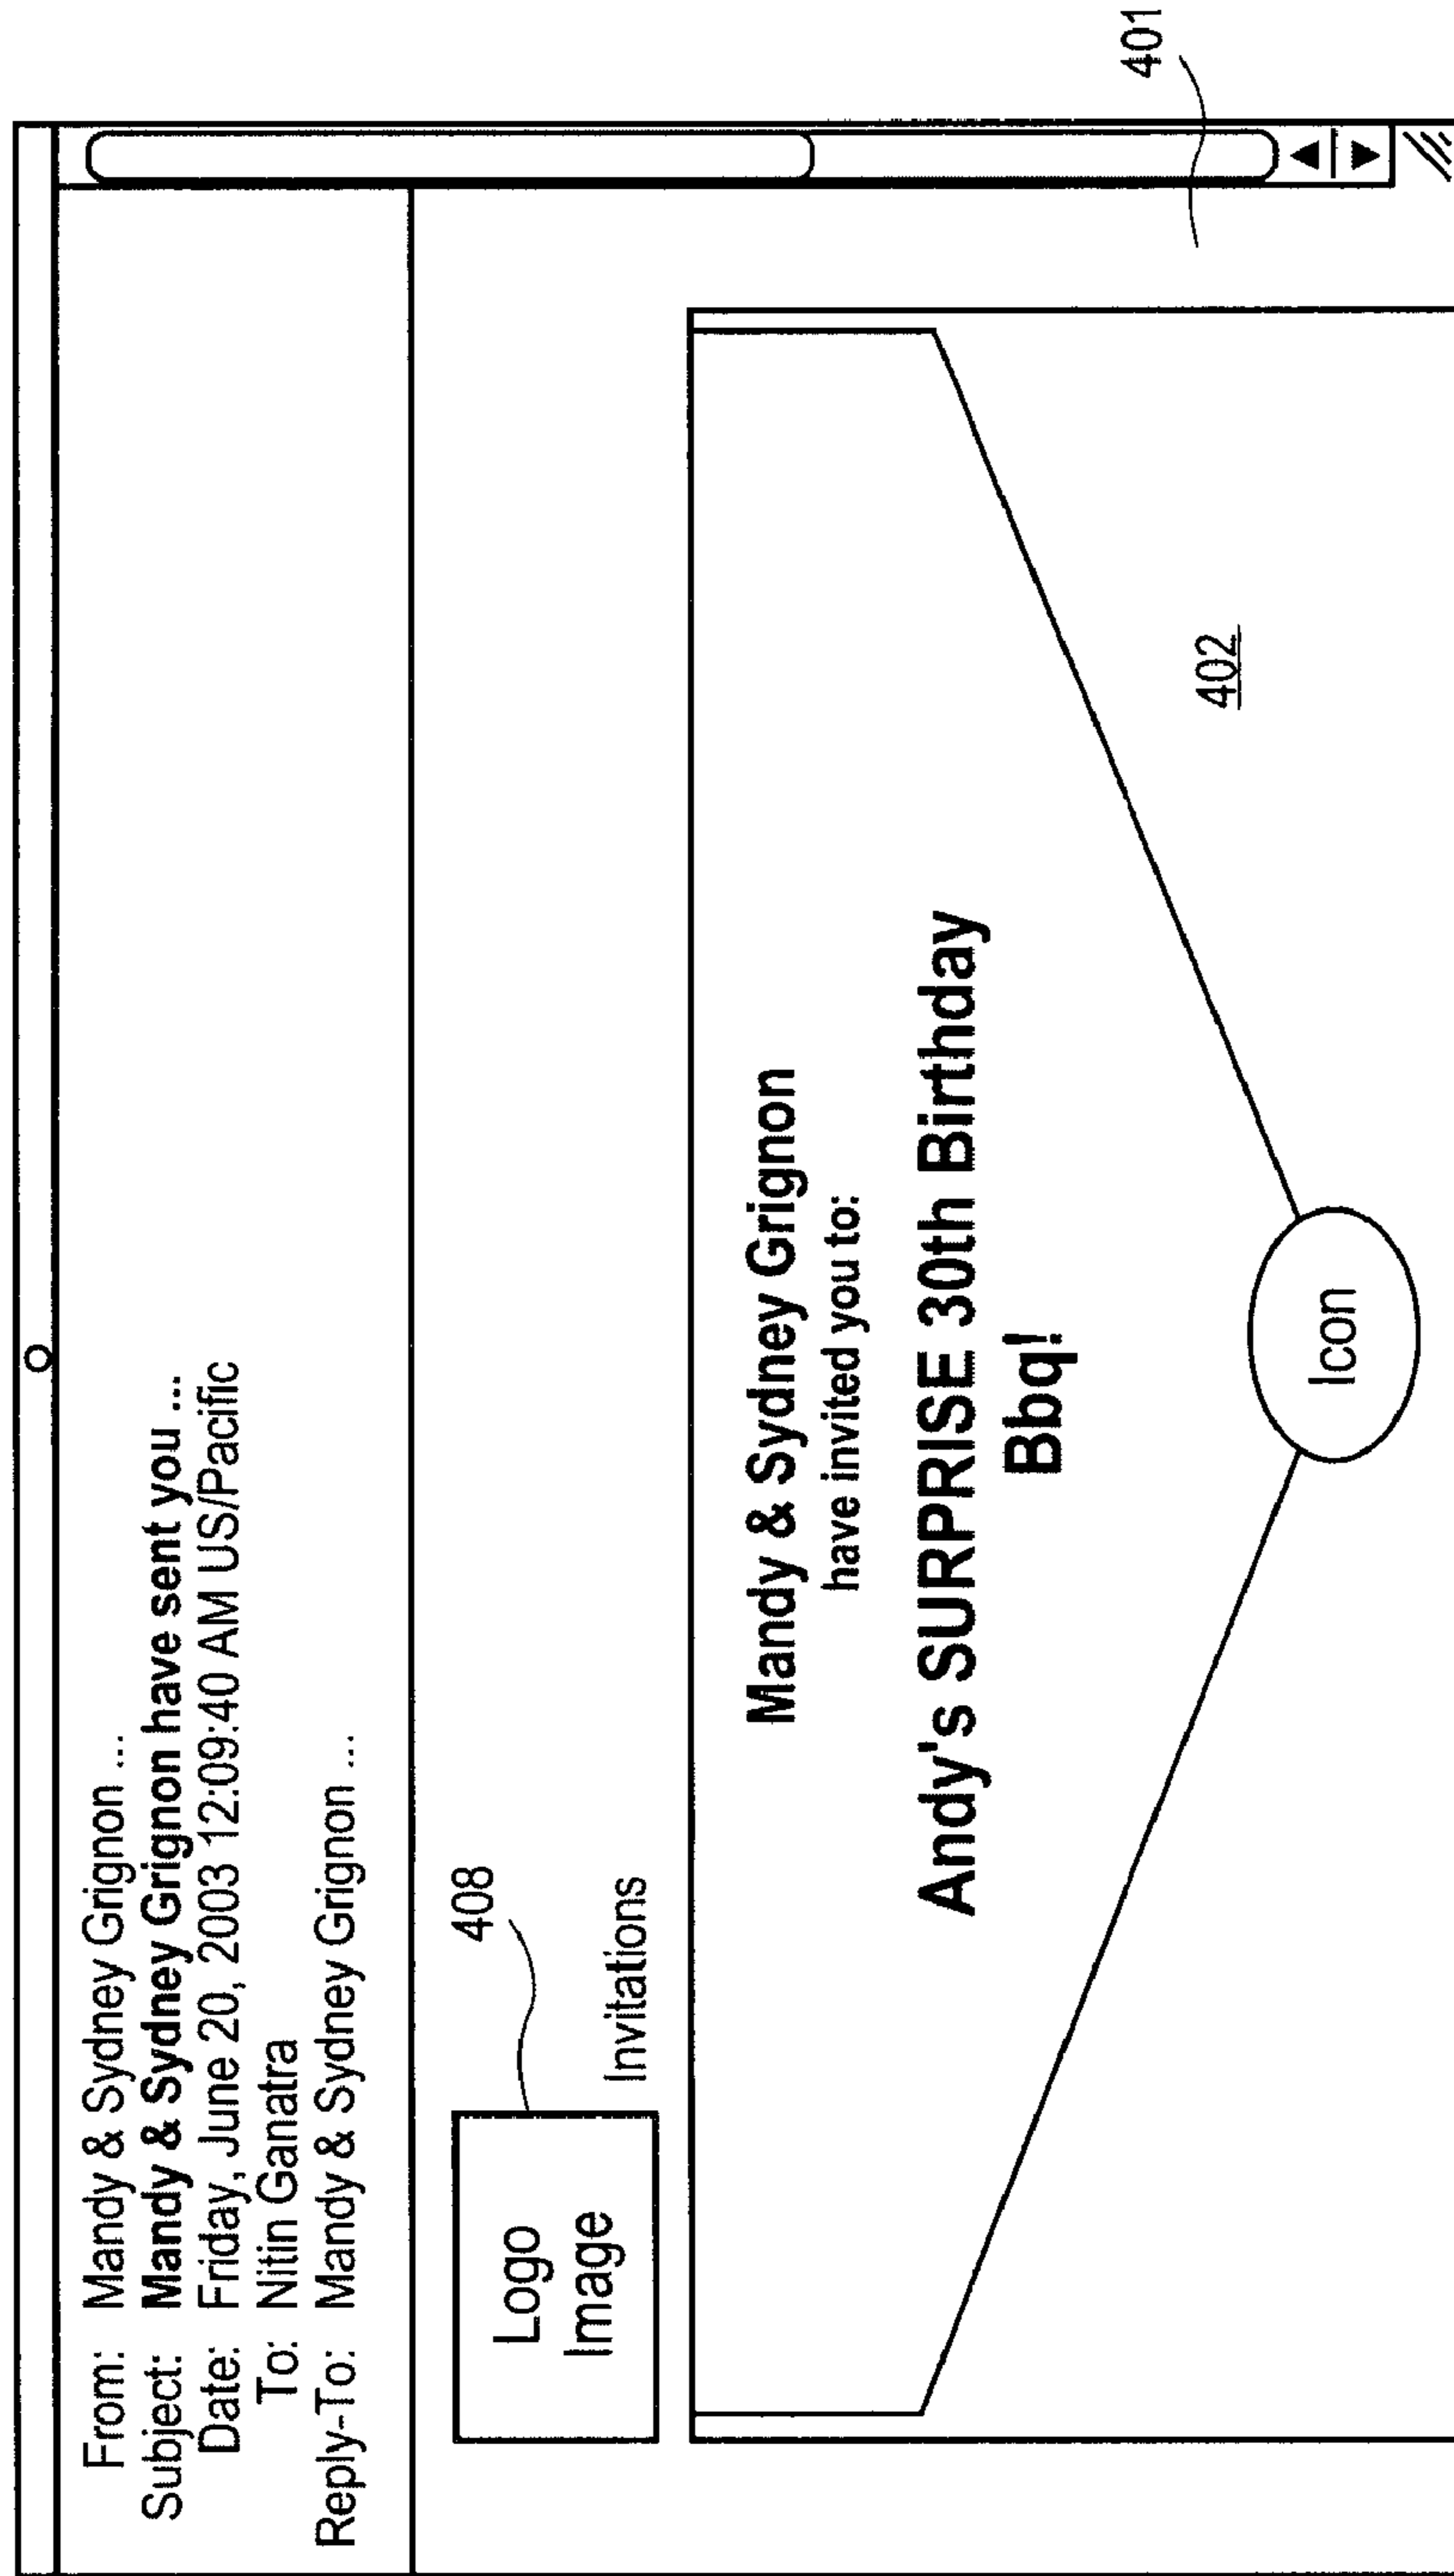 From: Mandy & Sydney Grignon ...
Subject: Mandy & Sydney Grignon have sent you ...
Date: Friday, June 20, 2003 12:09:40 AM US/Pacific
To: Nitin Ganatra
Reply-To: Mandy & Sydney Grignon ...
408
Logo
Image
Invitations
Mandy & Sydney Grignon
have invited you to:
Andy's SURPRISE 30th Birthday
Bbq!
402
Icon
401